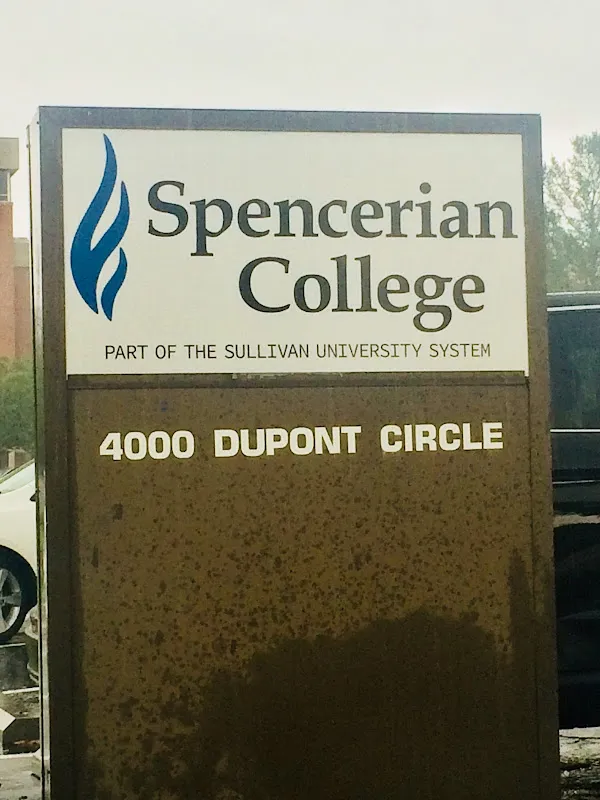 Spencerian
College
PART OF THE SULLIVAN UNIVERSITY SYSTEM
4000 DUPONT CIRCLE